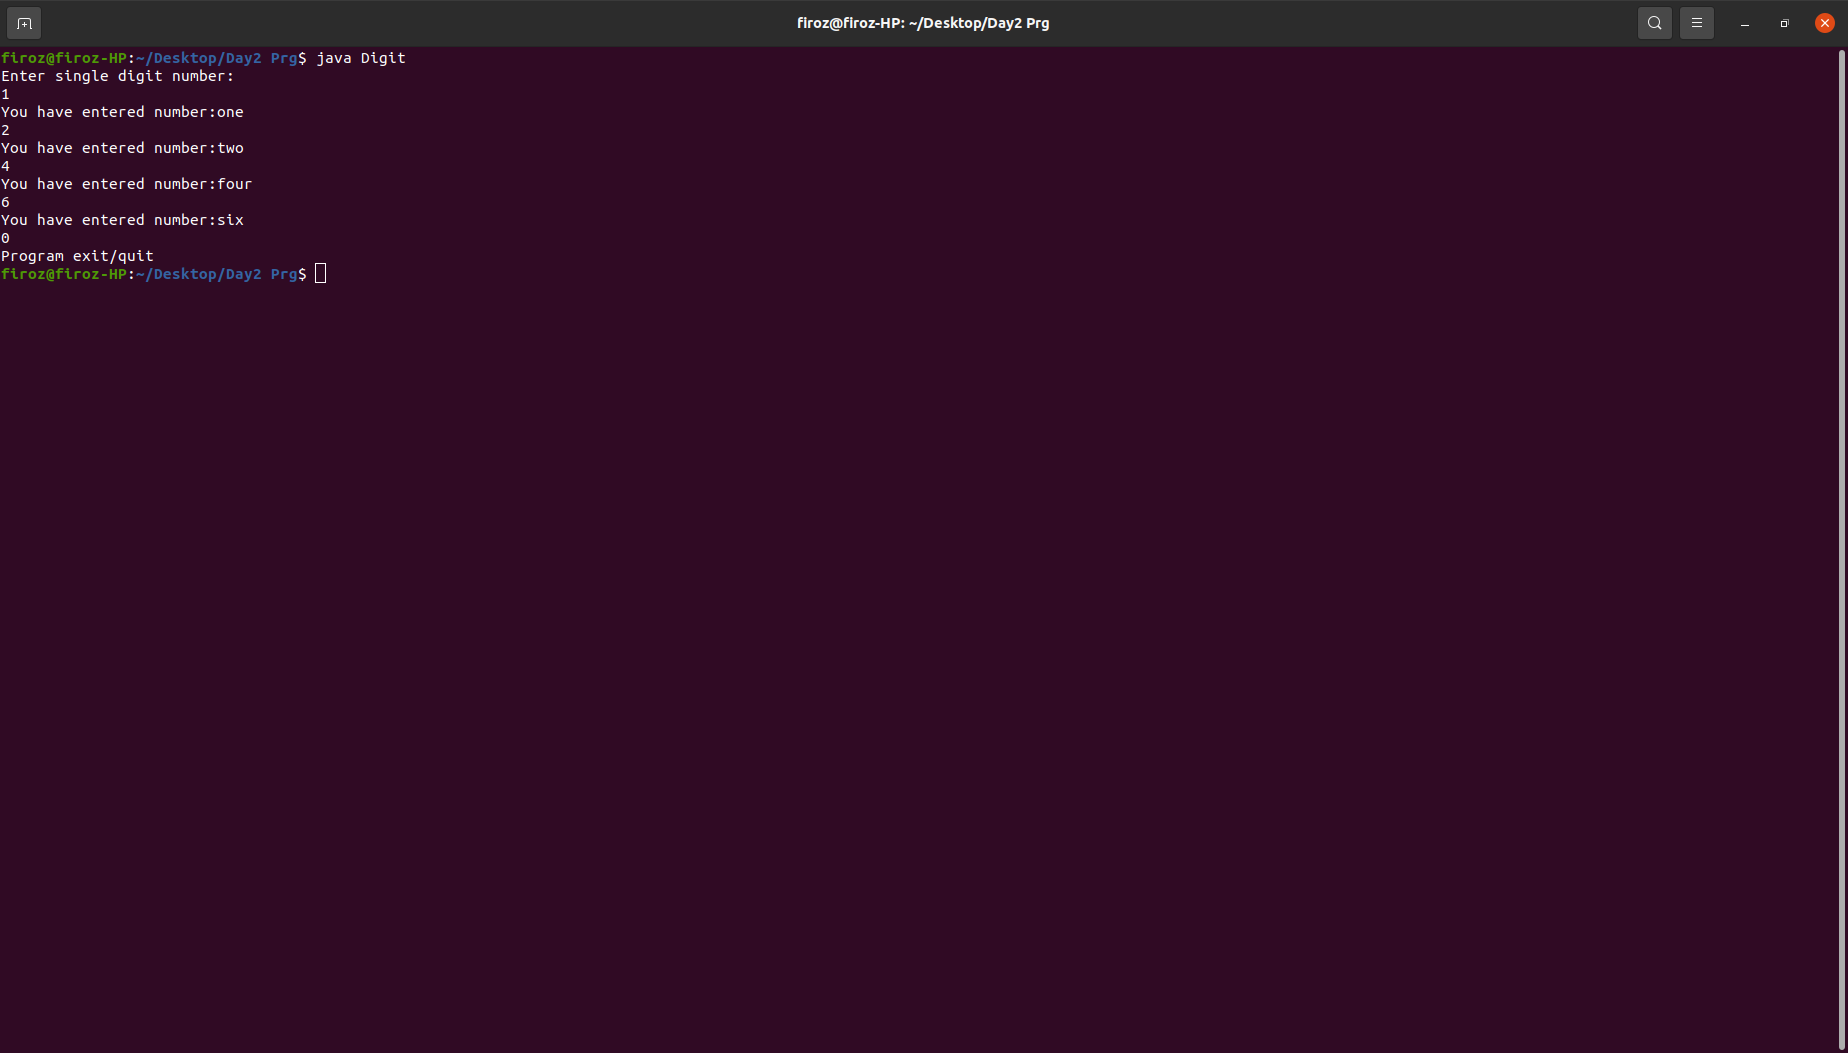 firoz@firoz-HP: ~/Desktop/Day2 Prg
firoz@firoz-HP:~/Desktop/Day2 Prg$ java Digit
Enter single digit number:
1
You have entered number:one
2
You have entered number:two
4
You have entered number:four
6
You have entered number:six
0
Program exit/quit
firoz@firoz-HP:~/Desktop/Day2 Prg$